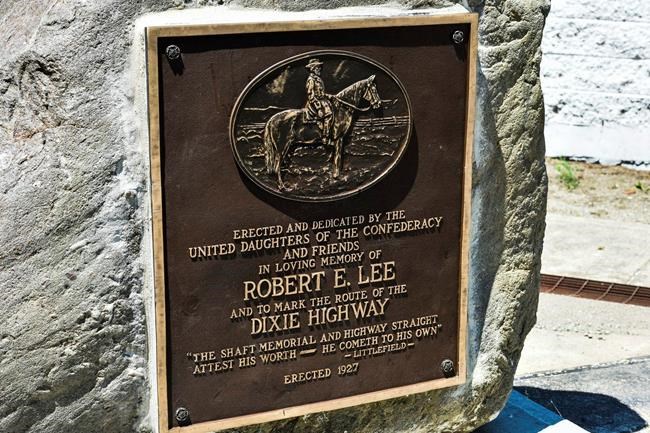 ERECTED AND DEDICATED BY THE
UNITED DAUGHTERS OF THE CONFEDERACY
AND FRIENDS
IN LOVING MEMORY OF
ROBERT E. LEE
AND TO MARK THE ROUTE OF THE
DIXIE HIGHWAY
"THE SHAFT MEMORIAL AND HIGHWAY STRAIGHT
ATTEST HIS WORTH — HE COMETH TO HIS OWN"
-LITTLEFIELD-
ERECTED 1927